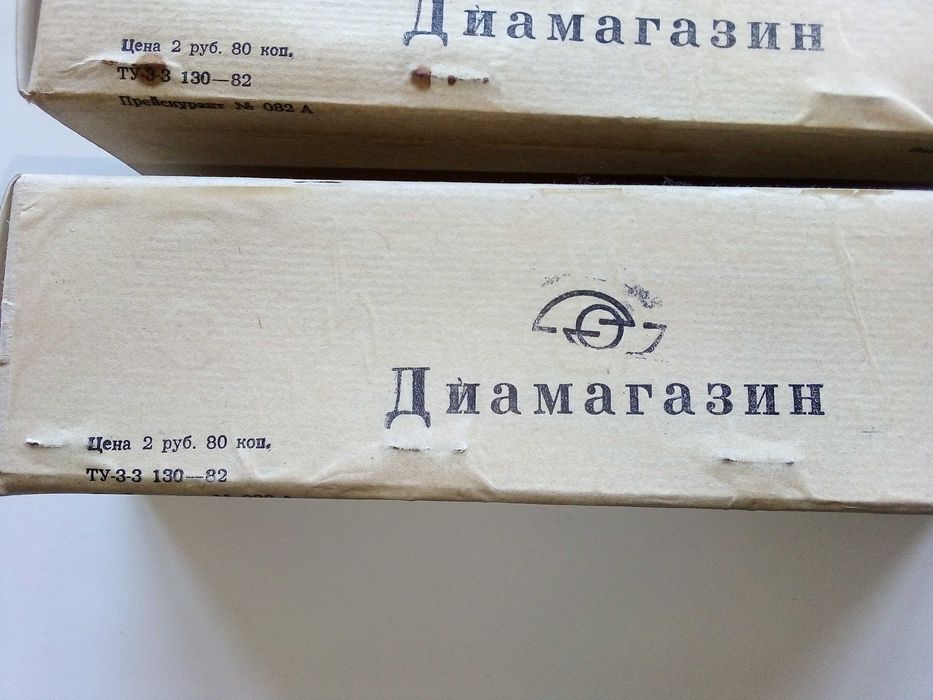 Диамагазин
Цена 2 руб. 80 коп.
ТУ-3-3 130—82
Прейскурант № 082 А
Диамагазин
Цена 2 руб. 80 коп.
ТУ-3-3 130—82